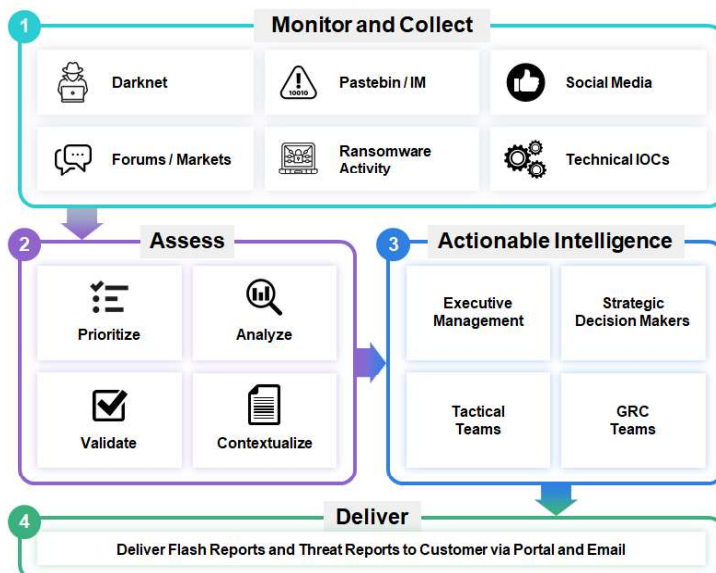 1
Monitor and Collect
Darknet
10010
Pastebin / IM
Social Media
Forums / Markets
Ransomware
Activity
Technical IOCs
2
Assess
Prioritize
Analyze
Validate
Contextualize
3
Actionable Intelligence
Executive
Management
Strategic
Decision Makers
Tactical
Teams
GRC
Teams
4
Deliver
Deliver Flash Reports and Threat Reports to Customer via Portal and Email